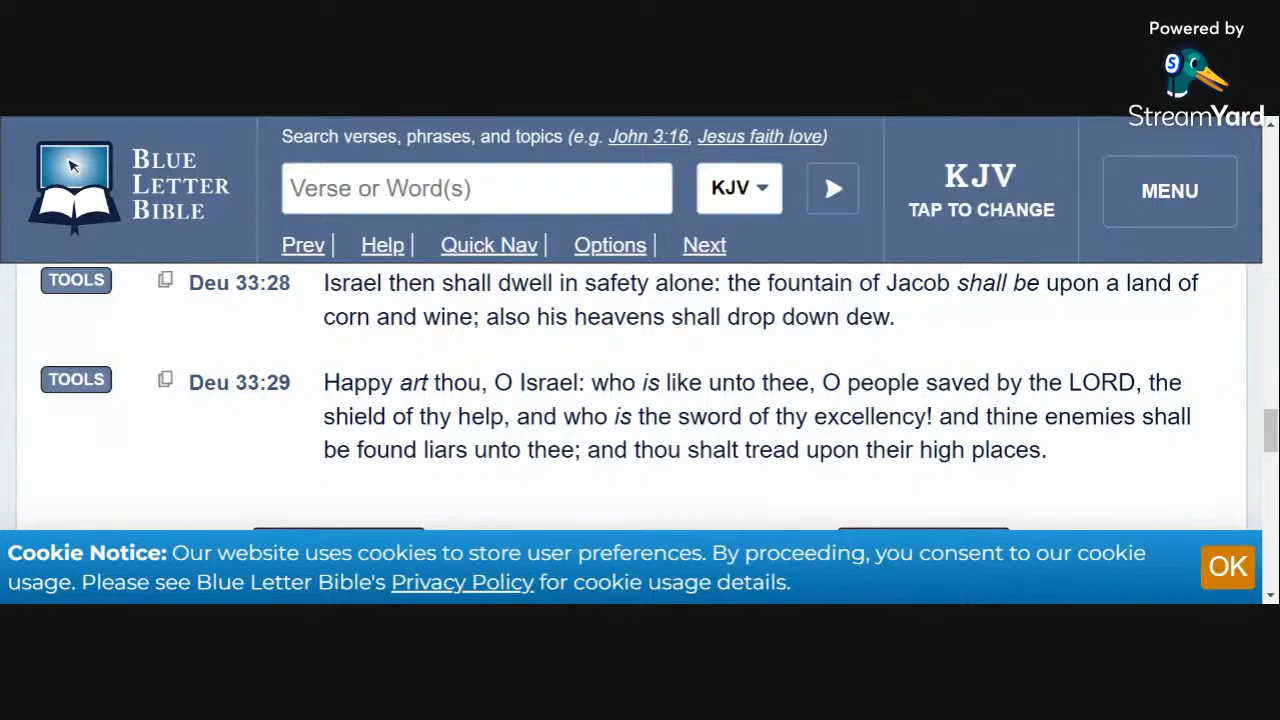 Powered by
StreamYard
BLUE
LETTER
BIBLE
Search verses, phrases, and topics (e.g. John 3:16, Jesus faith love)
Verse or Word(s)
KJV
KJV
TAP TO CHANGE
MENU
Prev | Help | Quick Nav | Options | Next
TOOLS Deu 33:28 Israel then shall dwell in safety alone: the fountain of Jacob shall be upon a land of
corn and wine; also his heavens shall drop down dew.
TOOLS Deu 33:29 Happy art thou, O Israel: who is like unto thee, O people saved by the LORD, the
shield of thy help, and who is the sword of thy excellency! and thine enemies shall
be found liars unto thee; and thou shalt tread upon their high places.
Cookie Notice: Our website uses cookies to store user preferences. By proceeding, you consent to our cookie
usage. Please see Blue Letter Bible's Privacy Policy for cookie usage details.
OK